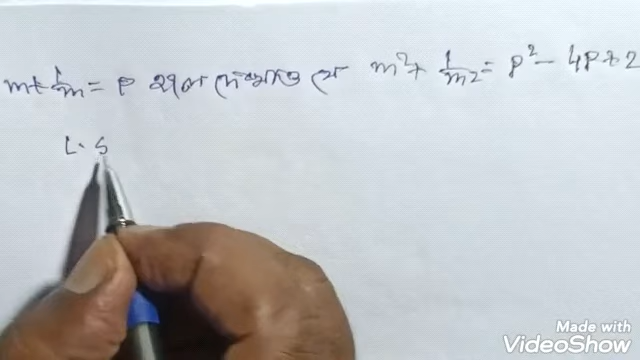 m + 1/m = P হলে দেখাও যে m² + 1/m² = P² - 4P + 2
L. S
Made with
VideoShow